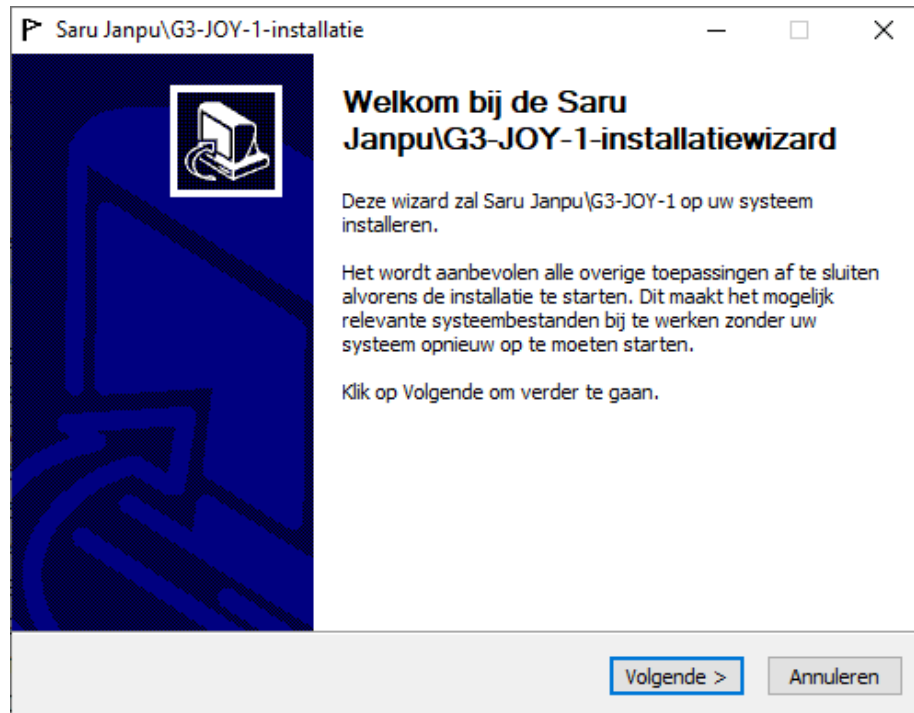 Saru Janpu\G3-JOY-1-installatie
Welkom bij de Saru
Janpu\G3-JOY-1-installatiewizard
Deze wizard zal Saru Janpu\G3-JOY-1 op uw systeem
installeren.
Het wordt aanbevolen alle overige toepassingen af te sluiten
alvorens de installatie te starten. Dit maakt het mogelijk
relevante systeembestanden bij te werken zonder uw
systeem opnieuw op te moeten starten.
Klik op Volgende om verder te gaan.
Volgende >
Annuleren